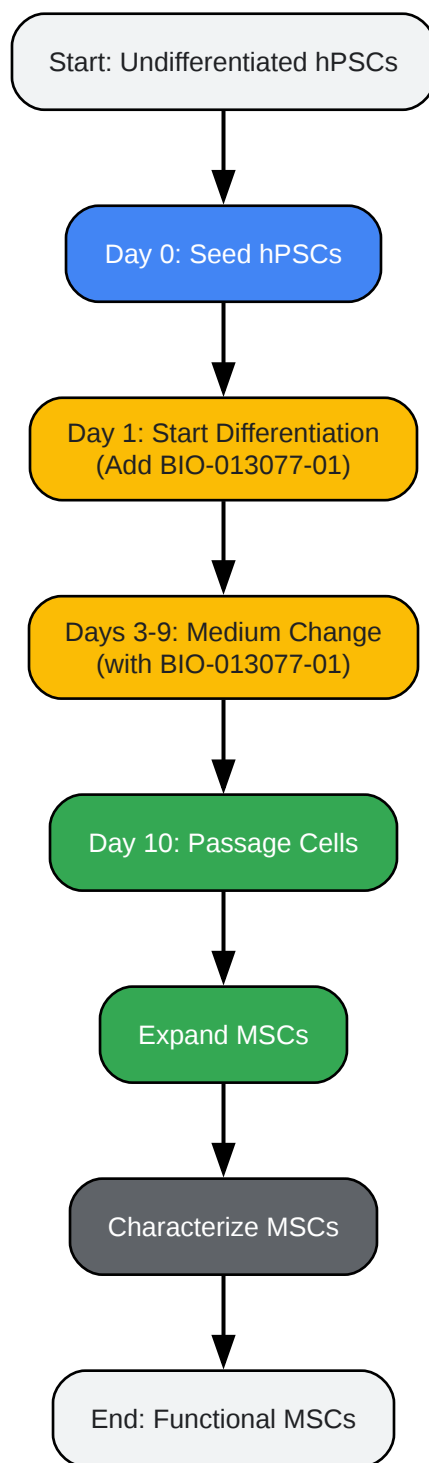 Start: Undifferentiated hPSCs
Day 0: Seed hPSCs
Day 1: Start Differentiation
(Add BIO-013077-01)
Days 3-9: Medium Change
(with BIO-013077-01)
Day 10: Passage Cells
Expand MSCs
Characterize MSCs
End: Functional MSCs